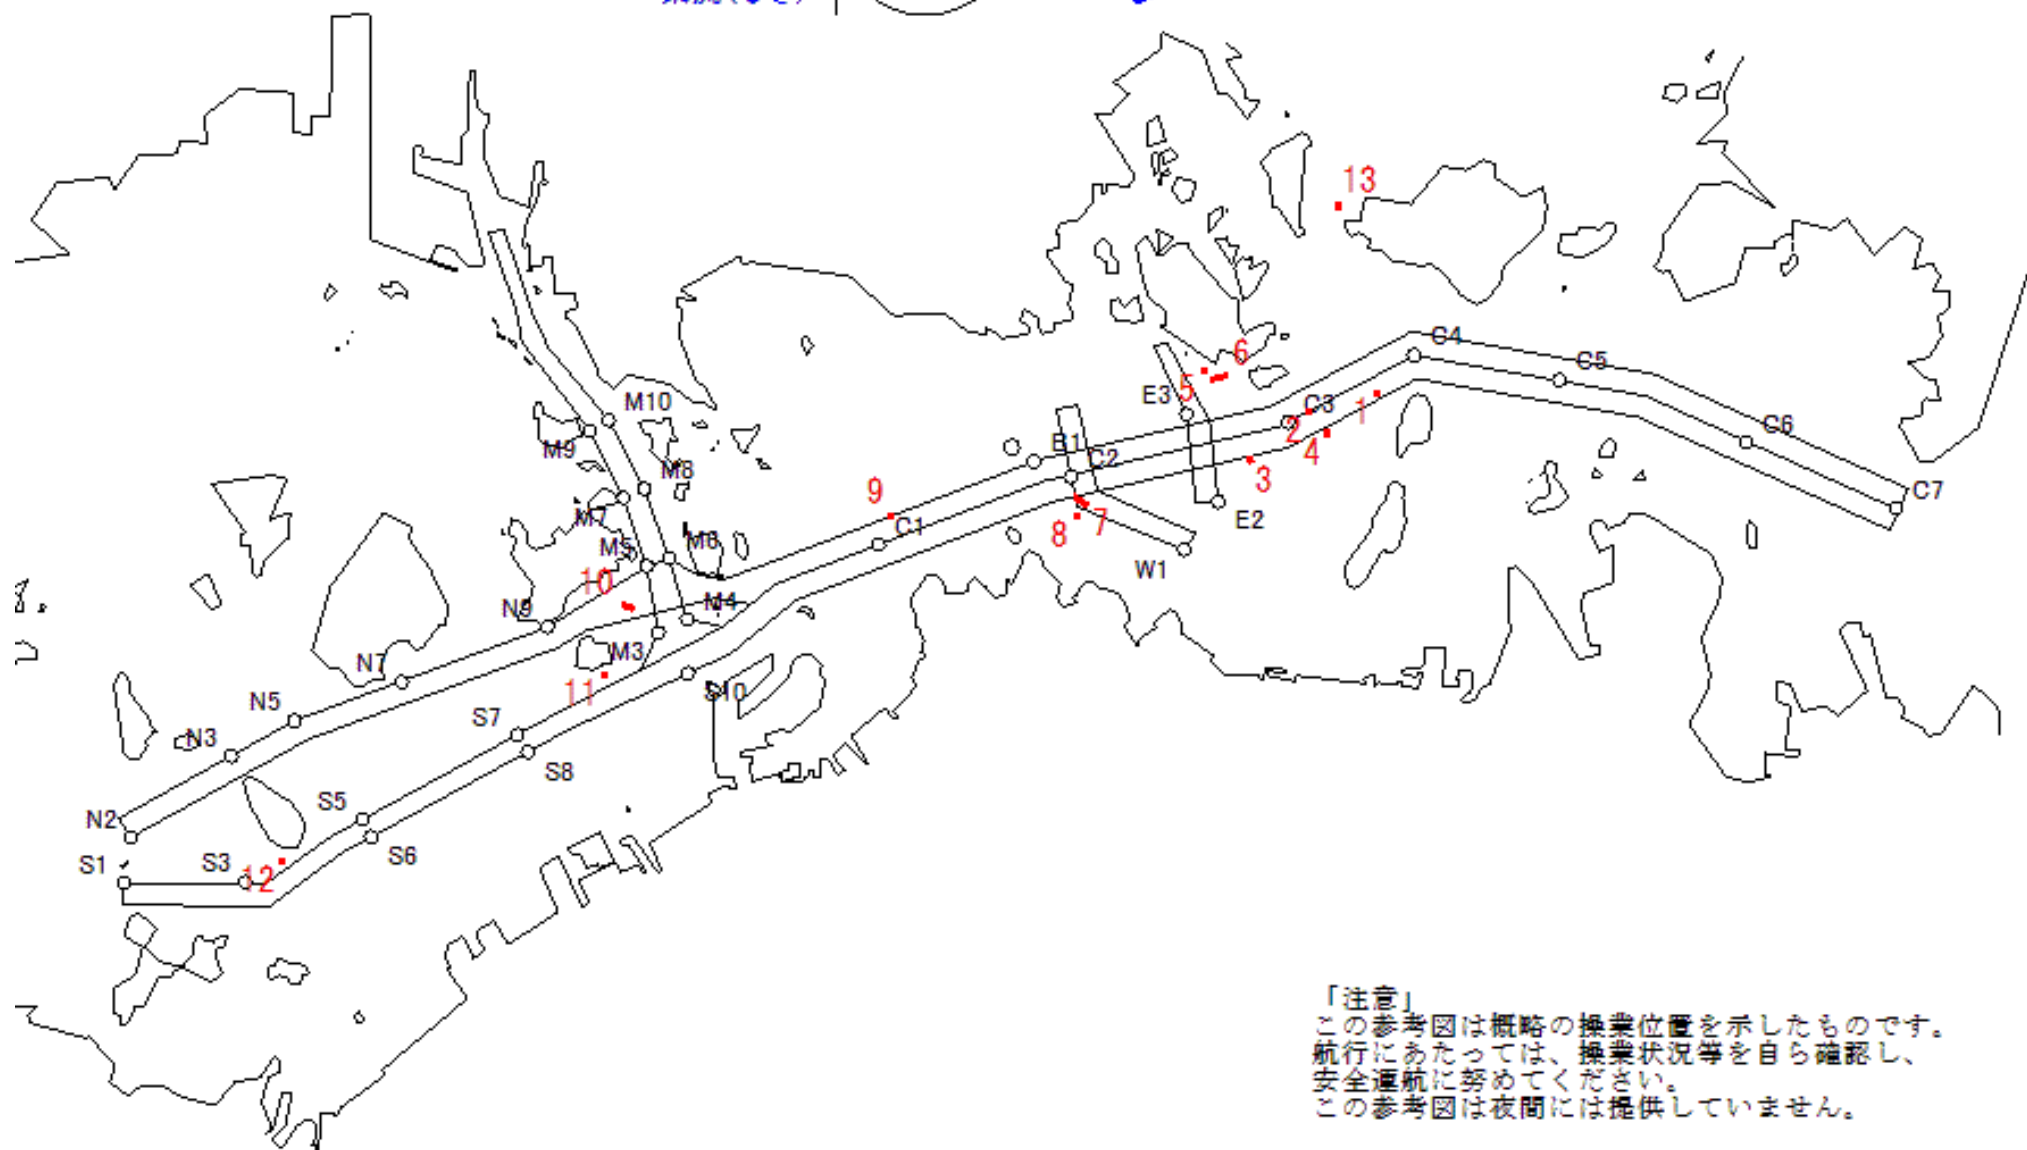 13
C4
6
C5
5
E3
M10
C3
1
2
C6
4
B1
M9
C2
3
M8
C7
9
7
8
E2
M7
C1
M5
M6
W1
10
N9
M4
M3
N7
11
S10
N5
S7
N3
S8
S5
N2
S6
S1
S3
12
「注意」
この参考図は概略の操業位置を示したものです。
航行にあたっては、操業状況等を自ら確認し、
安全運航に努めてください。
この参考図は夜間には提供していません。